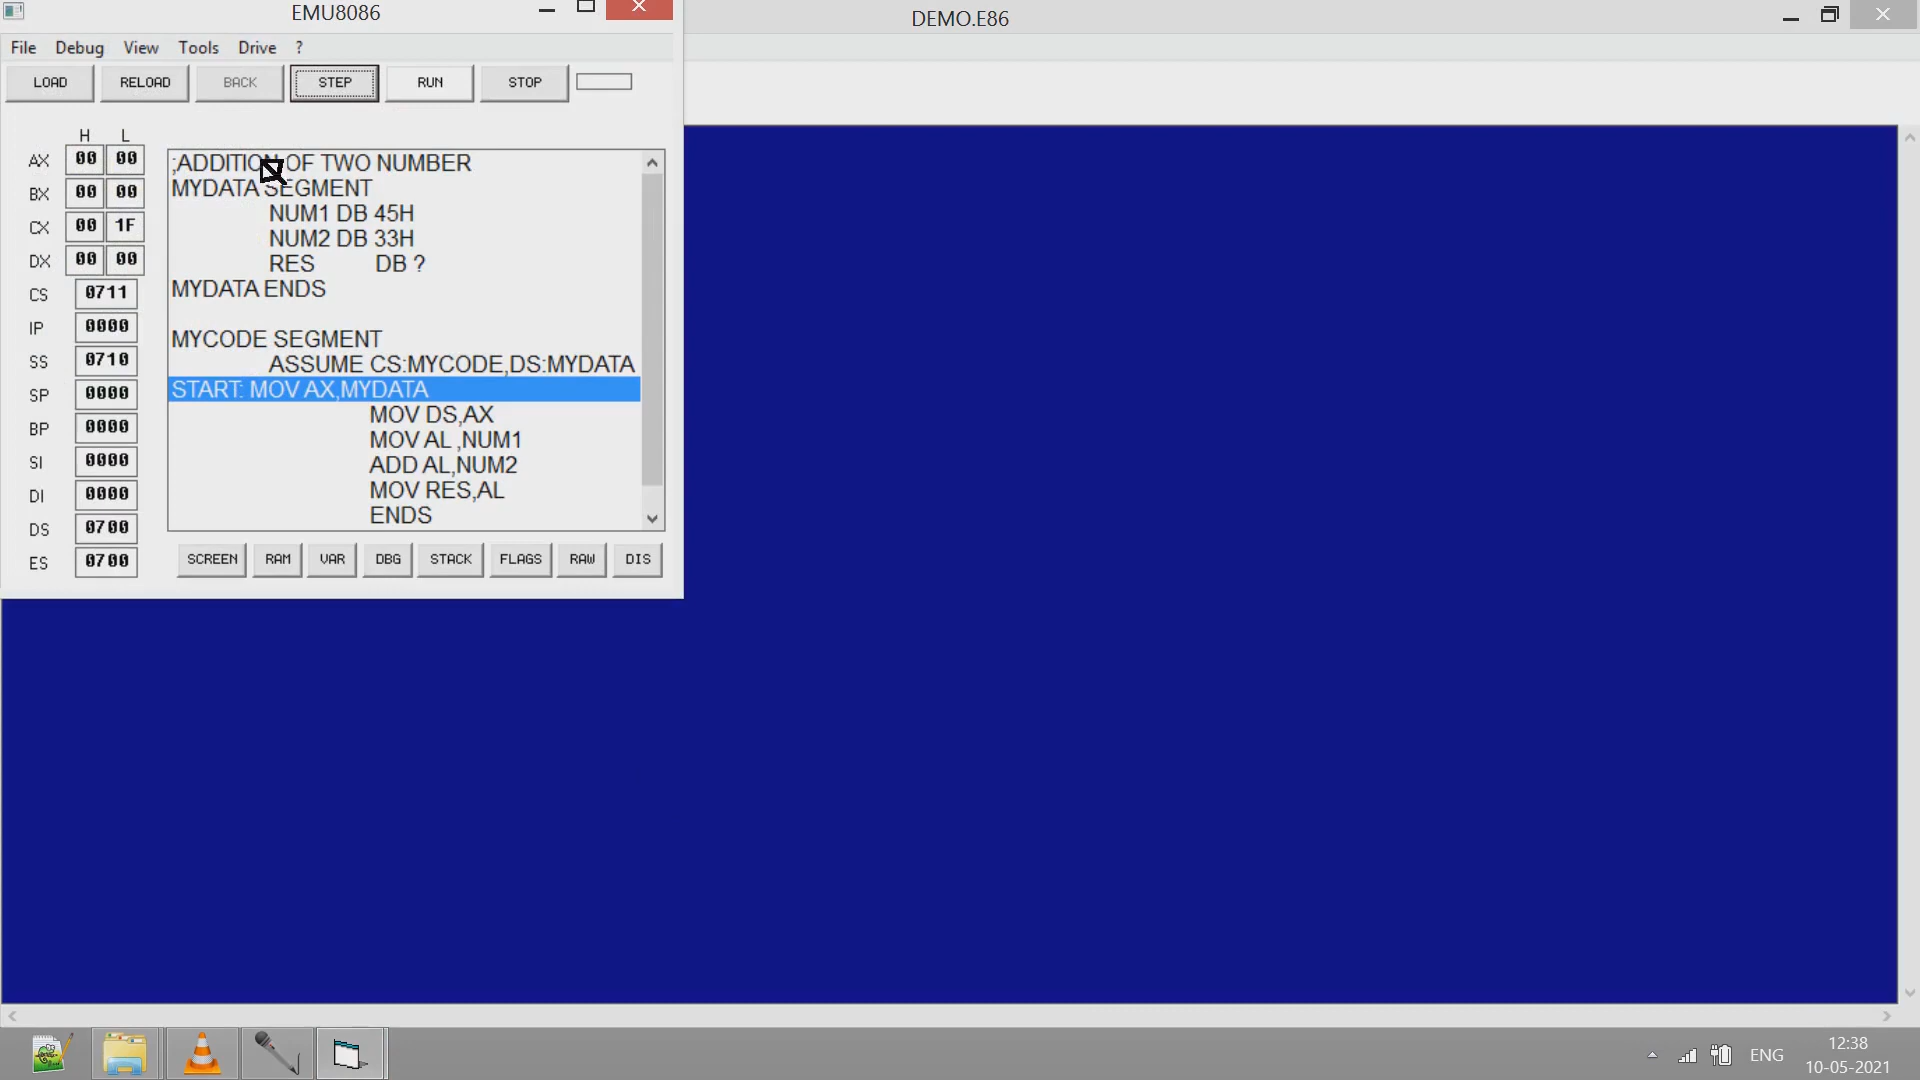 EMU8086
DEMO.E86
File Debug View Tools Drive ?
LOAD RELOAD BACK STEP RUN STOP
H L
AX 00 00
BX 00 00
CX 00 1F
DX 00 00
CS 0711
IP 0000
SS 0710
SP 0000
BP 0000
SI 0000
DI 0000
DS 0700
ES 0700
;ADDITION OF TWO NUMBER
MYDATA SEGMENT
NUM1 DB 45H
NUM2 DB 33H
RES DB ?
MYDATA ENDS
MYCODE SEGMENT
ASSUME CS:MYCODE,DS:MYDATA
START: MOV AX,MYDATA
MOV DS,AX
MOV AL ,NUM1
ADD AL,NUM2
MOV RES,AL
ENDS
SCREEN RAM VAR DBG STACK FLAGS RAW DIS
ENG
12:38
10-05-2021